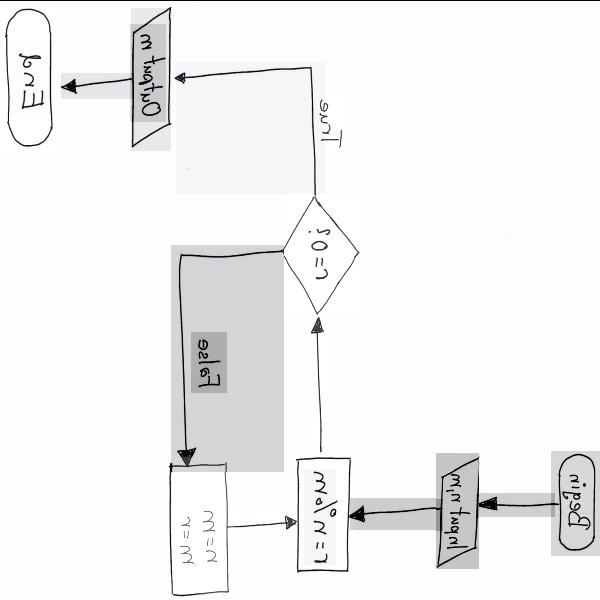 Begin
Input n,m
r = n % m
r=0?
True
False
n = m
m = r
Output m
End